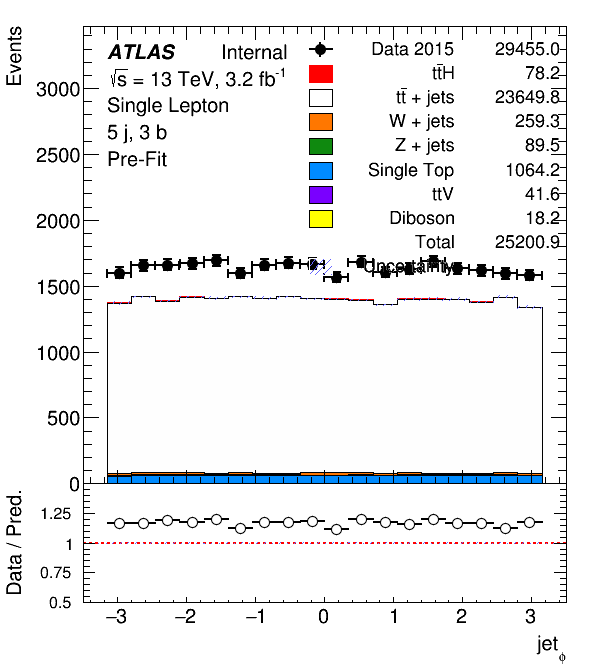 Events
ATLAS Internal
√s = 13 TeV, 3.2 fb⁻¹
Single Lepton
5 j, 3 b
Pre-Fit
Data 2015 29455.0
tt̄H 78.2
tt̄ + jets 23649.8
W + jets 259.3
Z + jets 89.5
Single Top 1064.2
ttV 41.6
Diboson 18.2
Total 25200.9
Uncertainty
3000
2500
2000
1500
1000
500
0
Data / Pred.
1.25
1
0.75
0.5
−3 −2 −1 0 1 2 3
jet_ϕ